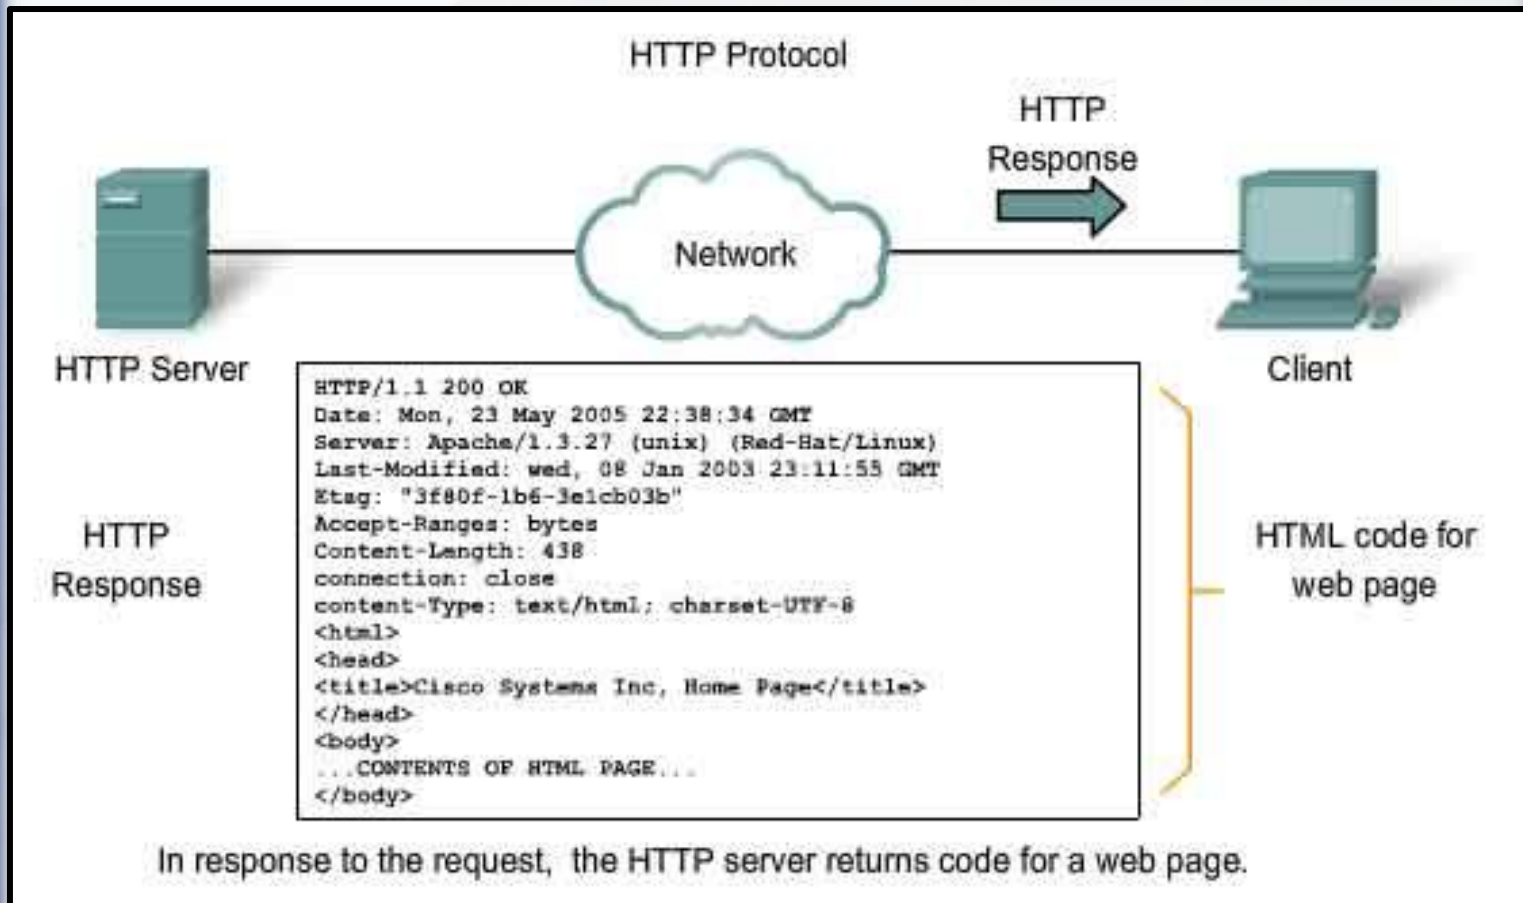 HTTP Protocol
HTTP
Response
Network
HTTP Server
Client
HTTP/1.1 200 OK
Date: Mon, 23 May 2005 22:38:34 GMT
Server: Apache/1.3.27 (unix) (Red-Hat/Linux)
Last-Modified: wed, 08 Jan 2003 23:11:55 GMT
Etag: "3f80f-1b6-3e1cb03b"
Accept-Ranges: bytes
Content-Length: 438
connection: close
content-Type: text/html; charset-UTF-8
<html>
<head>
<title>Cisco Systems Inc, Home Page</title>
</head>
<body>
...CONTENTS OF HTML PAGE...
</body>
HTTP
Response
HTML code for
web page
In response to the request, the HTTP server returns code for a web page.